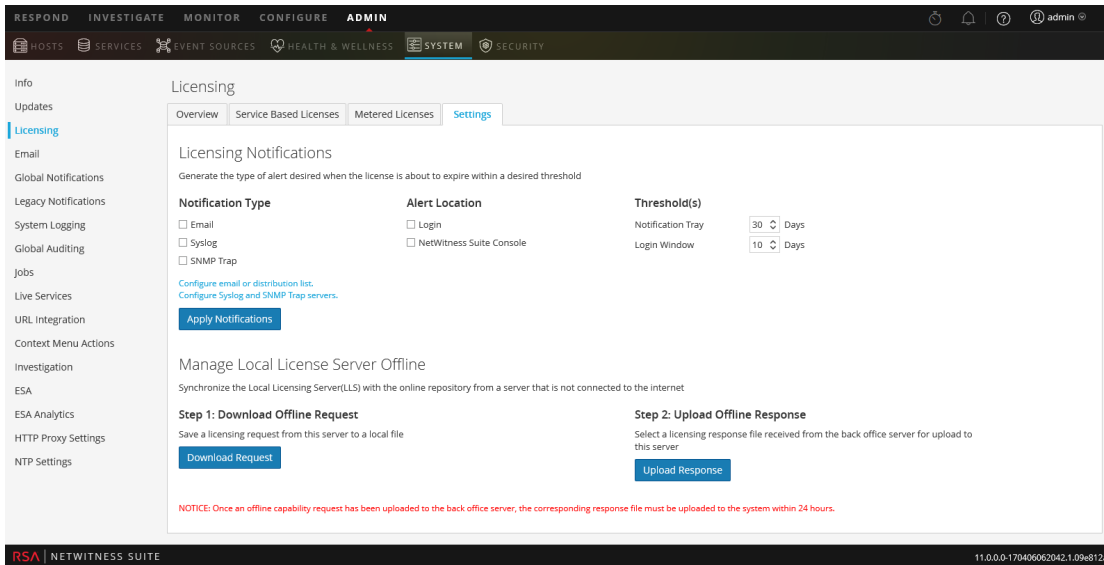 RESPOND INVESTIGATE MONITOR CONFIGURE ADMIN admin
HOSTS SERVICES EVENT SOURCES HEALTH & WELLNESS SYSTEM SECURITY
Info
Updates
Licensing
Email
Global Notifications
Legacy Notifications
System Logging
Global Auditing
Jobs
Live Services
URL Integration
Context Menu Actions
Investigation
ESA
ESA Analytics
HTTP Proxy Settings
NTP Settings
Licensing
Overview Service Based Licenses Metered Licenses Settings
Licensing Notifications
Generate the type of alert desired when the license is about to expire within a desired threshold
Notification Type
Email
Syslog
SNMP Trap
Alert Location
Login
NetWitness Suite Console
Threshold(s)
Notification Tray 30 Days
Login Window 10 Days
Configure email or distribution list.
Configure Syslog and SNMP Trap servers.
Apply Notifications
Manage Local License Server Offline
Synchronize the Local Licensing Server(LLS) with the online repository from a server that is not connected to the internet
Step 1: Download Offline Request
Save a licensing request from this server to a local file
Download Request
Step 2: Upload Offline Response
Select a licensing response file received from the back office server for upload to
this server
Upload Response
NOTICE: Once an offline capability request has been uploaded to the back office server, the corresponding response file must be uploaded to the system within 24 hours.
RSA NETWITNESS SUITE
11.0.0.0-170406062042.1.09e812